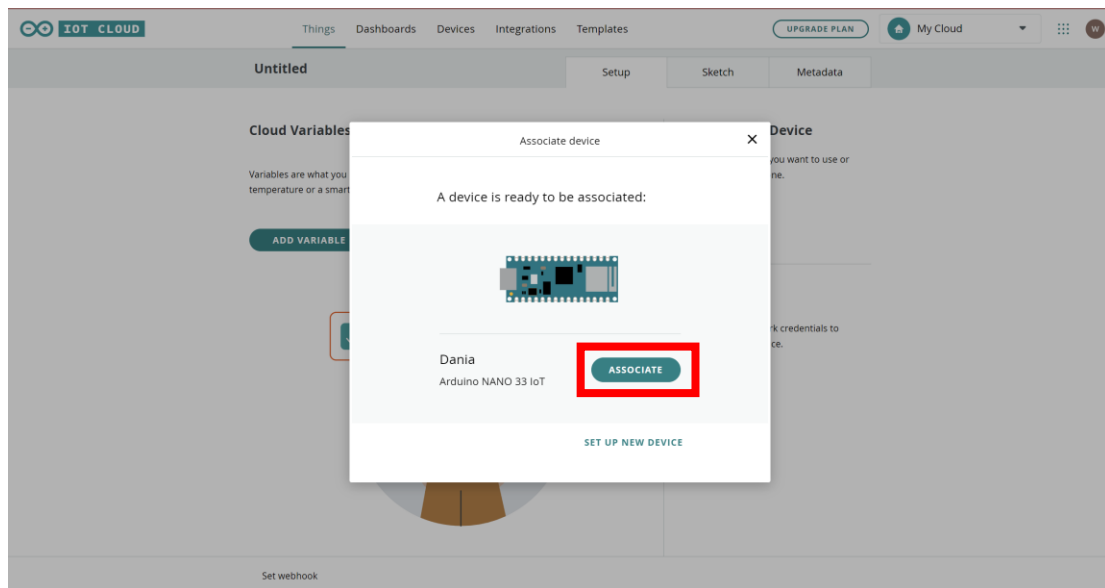 IOT CLOUD
Things Dashboards Devices Integrations Templates
UPGRADE PLAN
My Cloud
W
Untitled
Setup Sketch Metadata
Cloud Variables
Device
Associate device
Variables are what you
temperature or a smart
you want to use or
ne.
A device is ready to be associated:
ADD VARIABLE
rk credentials to
ce.
Dania
Arduino NANO 33 IoT
ASSOCIATE
SET UP NEW DEVICE
Set webhook